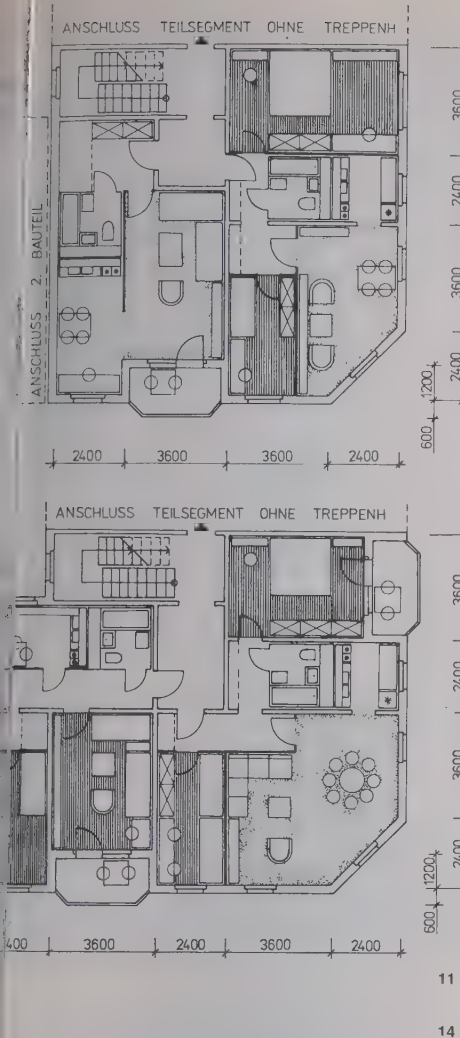 ANSCHLUSS TEILSEGMENT OHNE TREPPENH
ANSCHLUSS 2. BAUTEIL
3600
2400
3600
2400
1200
600
2400 3600 3600 2400
ANSCHLUSS TEILSEGMENT OHNE TREPPENH
3600
2400
3600
2400
1200
600
400 3600 2400 3600 2400
11
14